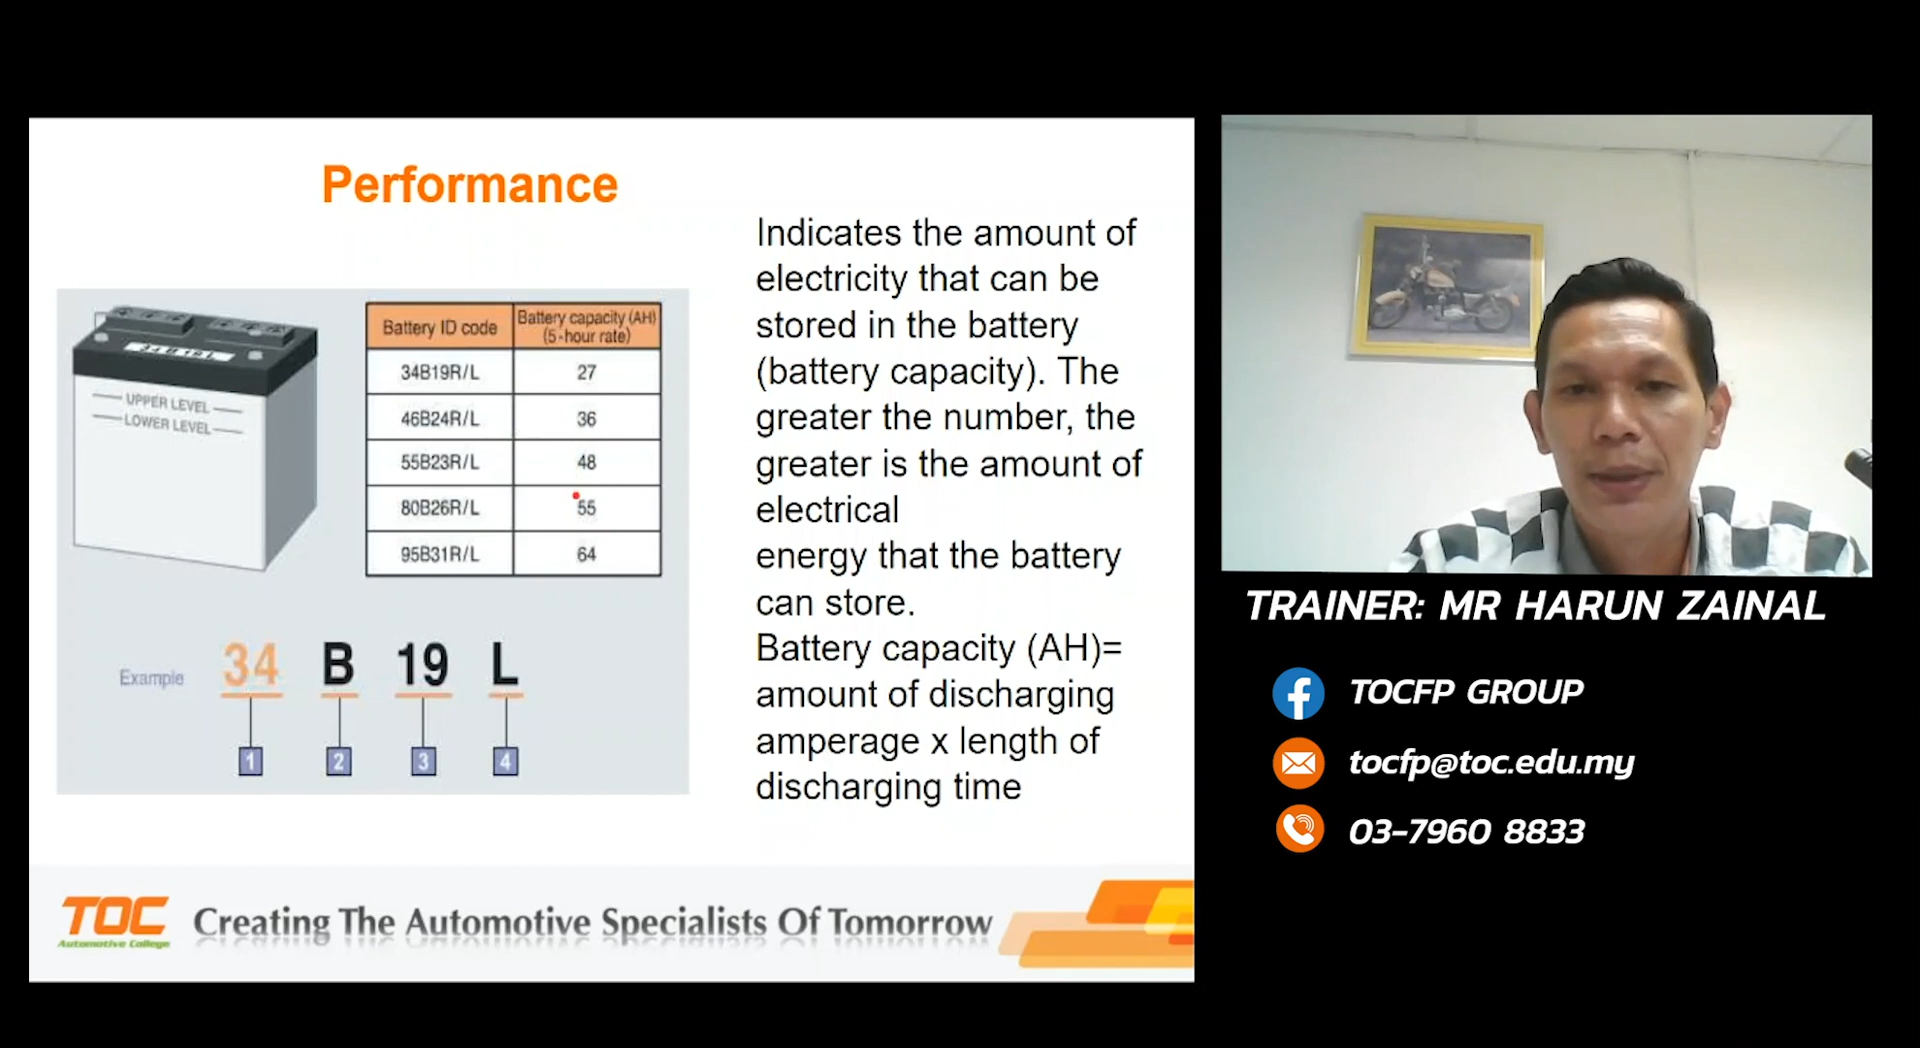 Performance
Indicates the amount of
electricity that can be
stored in the battery
(battery capacity). The
greater the number, the
greater is the amount of
electrical
energy that the battery
can store.
Battery capacity (AH)=
amount of discharging
amperage x length of
discharging time
34 B 19 L
UPPER LEVEL
LOWER LEVEL
Battery ID code Battery capacity (AH) (5-hour rate)
34B19R/L 27
46B24R/L 36
55B23R/L 48
80B26R/L 55
95B31R/L 64
Example 34 B 19 L
1 2 3 4
TOC
Automotive College
Creating The Automotive Specialists Of Tomorrow
TRAINER: MR HARUN ZAINAL
TOCFP GROUP
tocfp@toc.edu.my
03-7960 8833